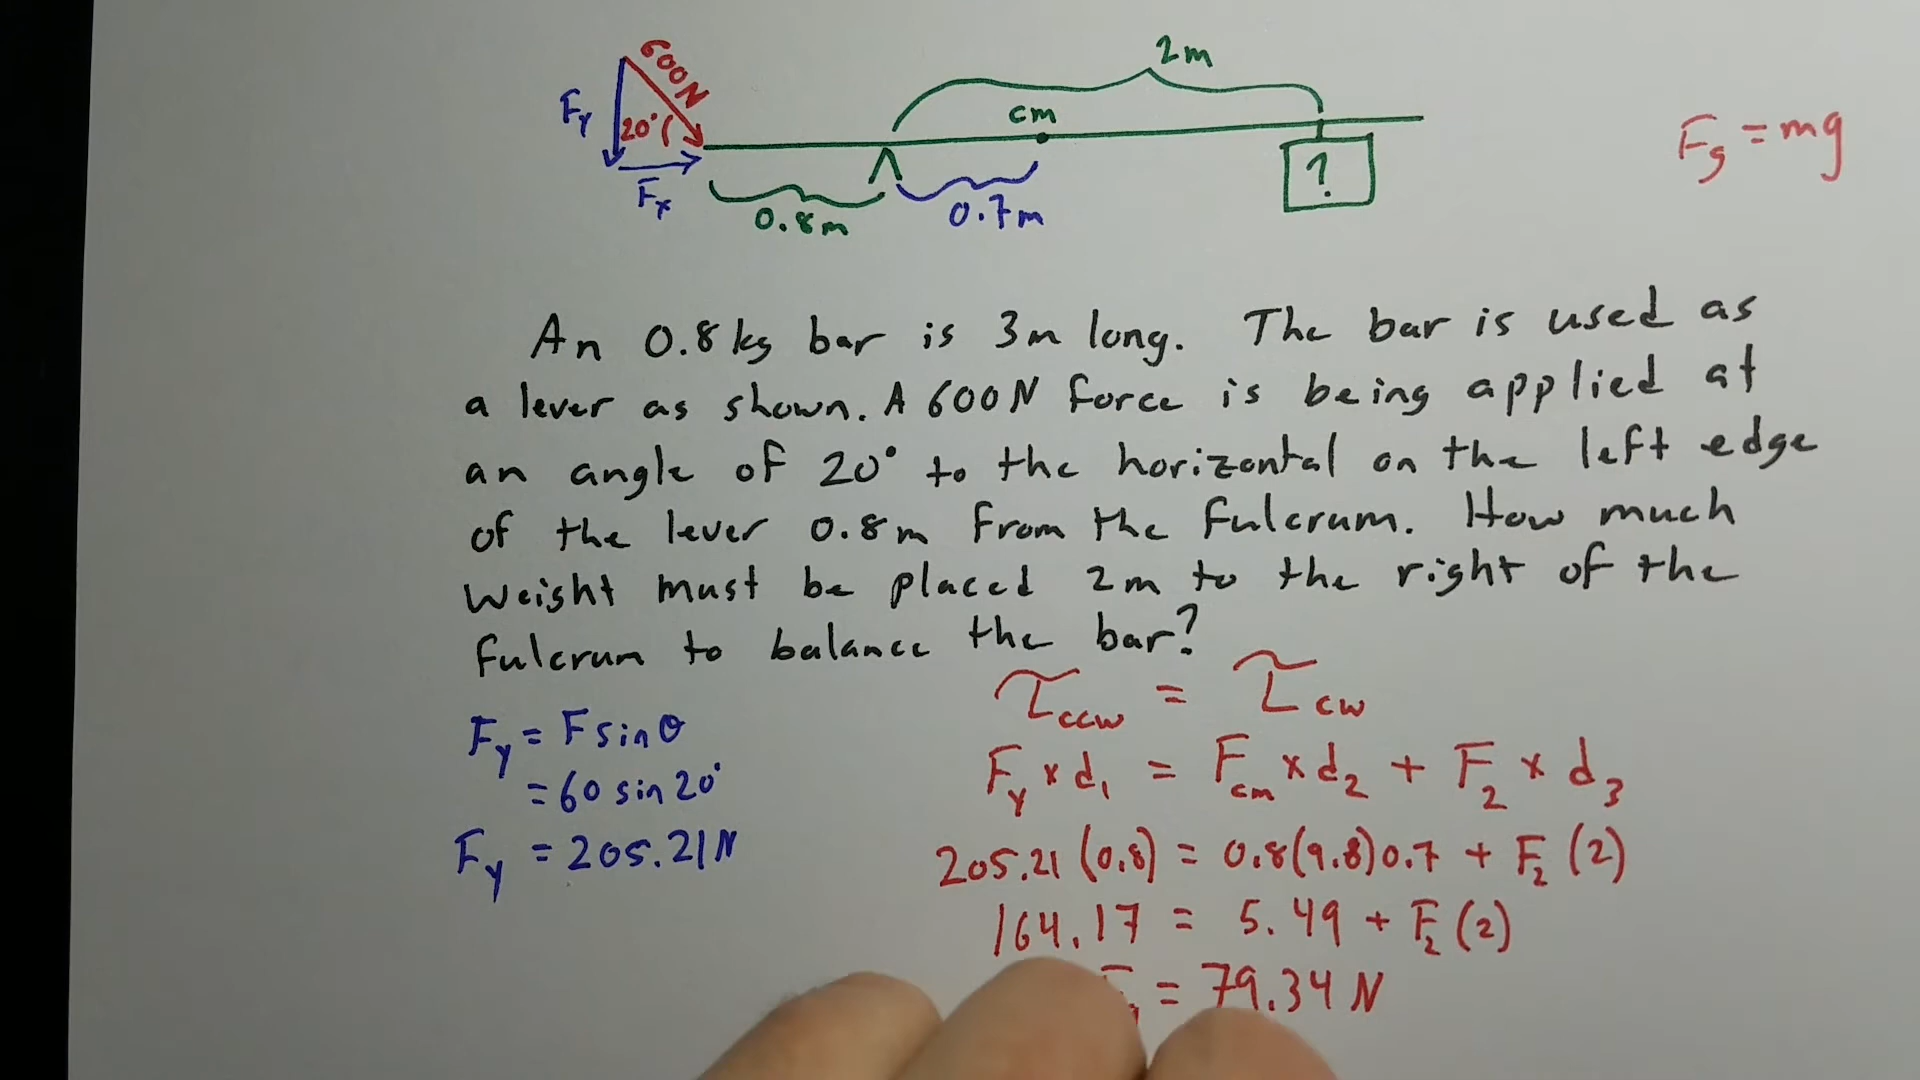 2m
600N
cm
Fy
20°
Fg = mg
?
Fx
0.8m
0.7m
An 0.8kg bar is 3m long. The bar is used as
a lever as shown. A 600N force is being applied at
an angle of 20° to the horizontal on the left edge
of the lever 0.8m from the fulcrum. How much
weight must be placed 2m to the right of the
fulcrum to balance the bar?
τccw = τcw
Fy = F sin θ
Fy x d1 = Fcm x d2 + F2 x d3
= 60 sin 20°
Fy = 205.21N
205.21 (0.8) = 0.8(9.8)0.7 + F2 (2)
164.17 = 5.49 + F2 (2)
= 79.34 N